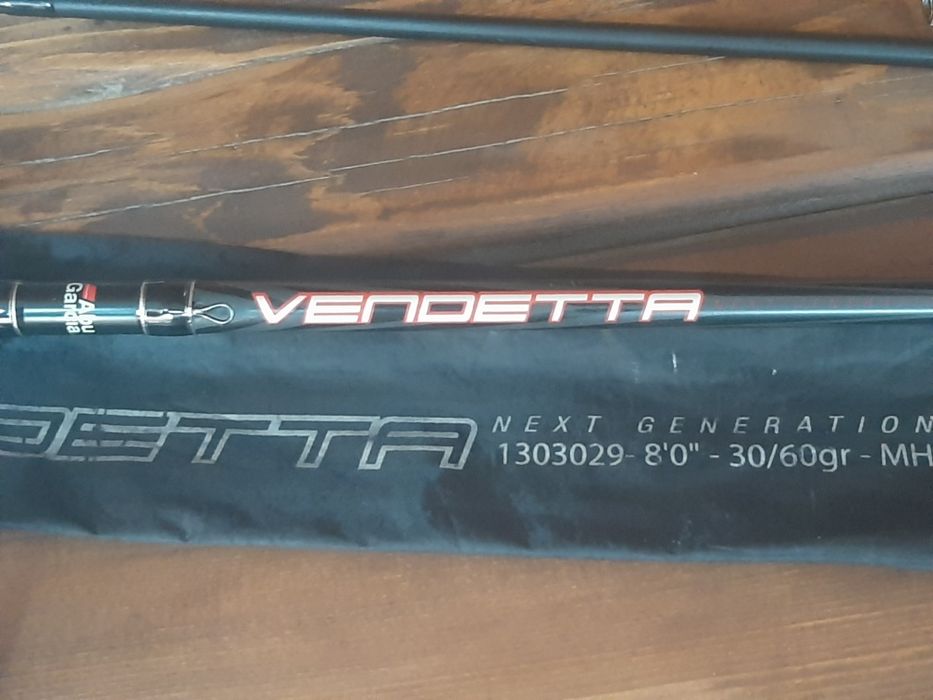 Abu
Garcia
VENDETTA
DETTA NEXT GENERATION
1303029- 8'0" - 30/60gr - MH